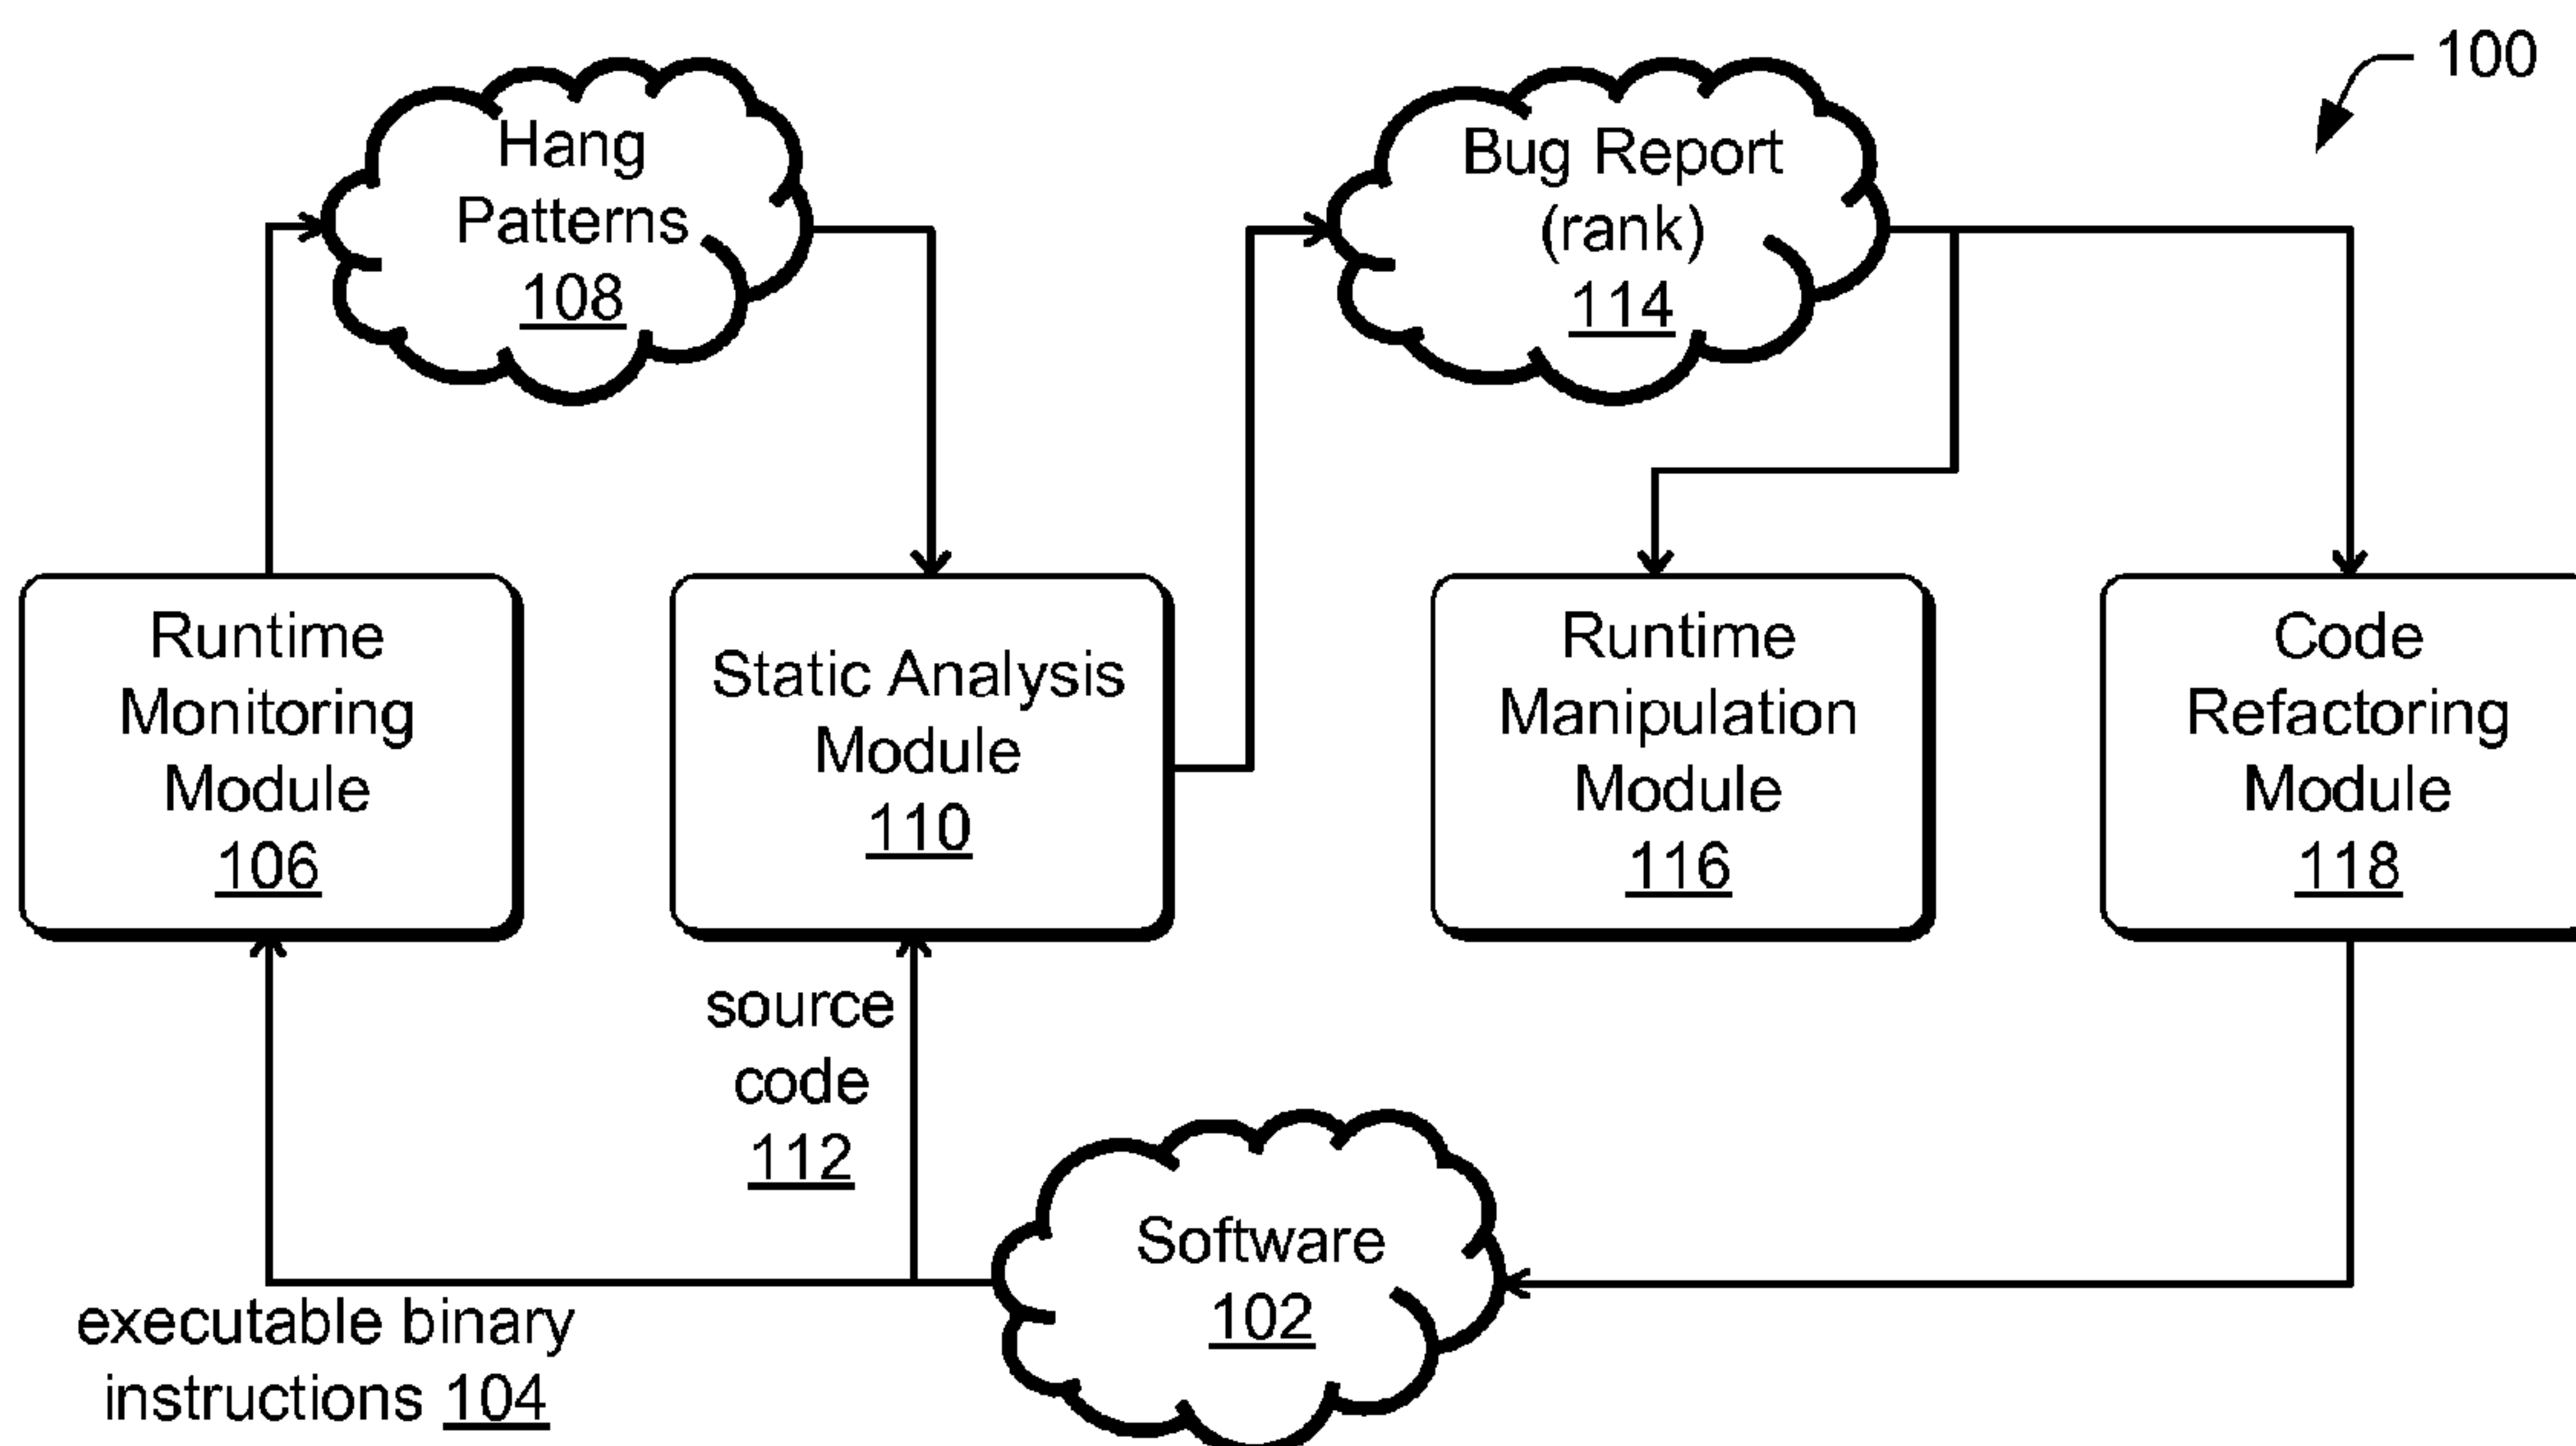 100
Hang
Patterns
108
Bug Report
(rank)
114
Runtime
Monitoring
Module
106
Static Analysis
Module
110
Runtime
Manipulation
Module
116
Code
Refactoring
Module
118
source
code
112
Software
102
executable binary
instructions 104